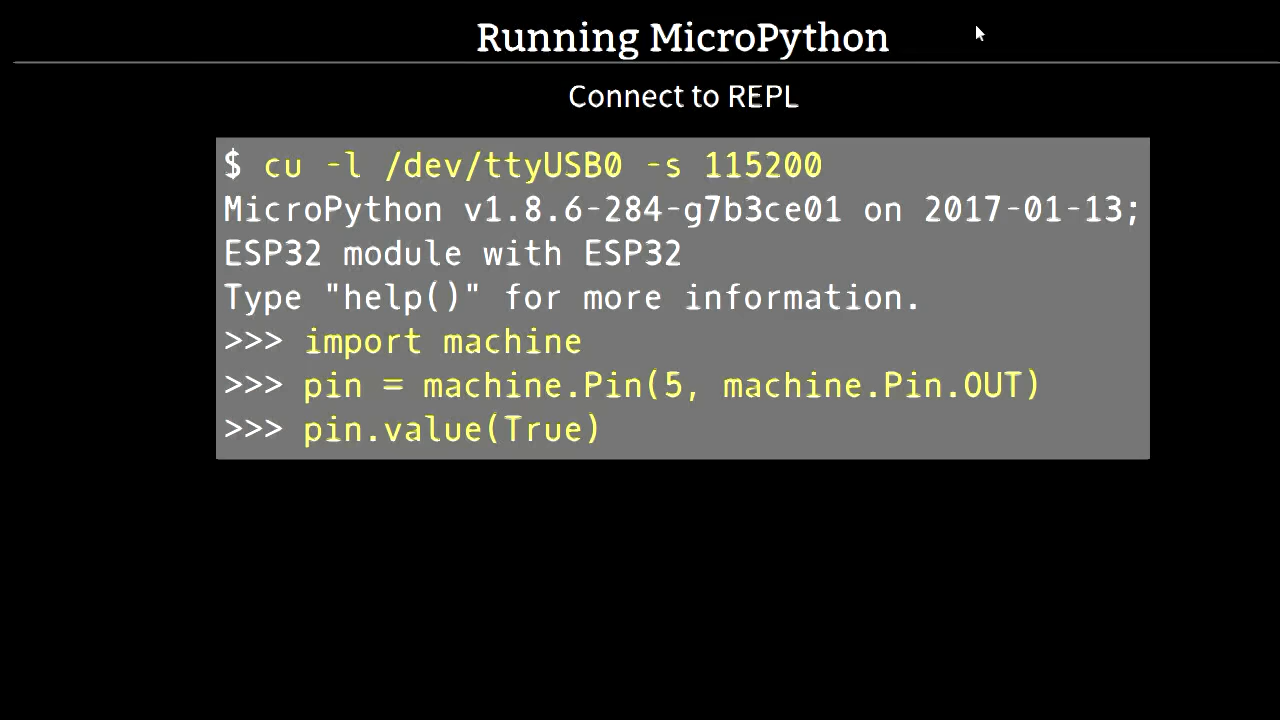 Running MicroPython
Connect to REPL
$ cu -l /dev/ttyUSB0 -s 115200
MicroPython v1.8.6-284-g7b3ce01 on 2017-01-13;
ESP32 module with ESP32
Type "help()" for more information.
>>> import machine
>>> pin = machine.Pin(5, machine.Pin.OUT)
>>> pin.value(True)